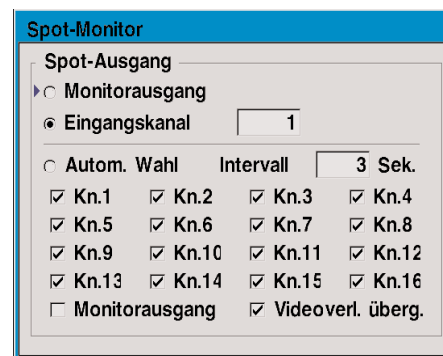 Spot-Monitor
Spot-Ausgang
Monitorausgang
Eingangskanal 1
Autom. Wahl Intervall 3 Sek.
Kn.1 Kn.2 Kn.3 Kn.4
Kn.5 Kn.6 Kn.7 Kn.8
Kn.9 Kn.10 Kn.11 Kn.12
Kn.13 Kn.14 Kn.15 Kn.16
Monitorausgang Videoverl. überg.